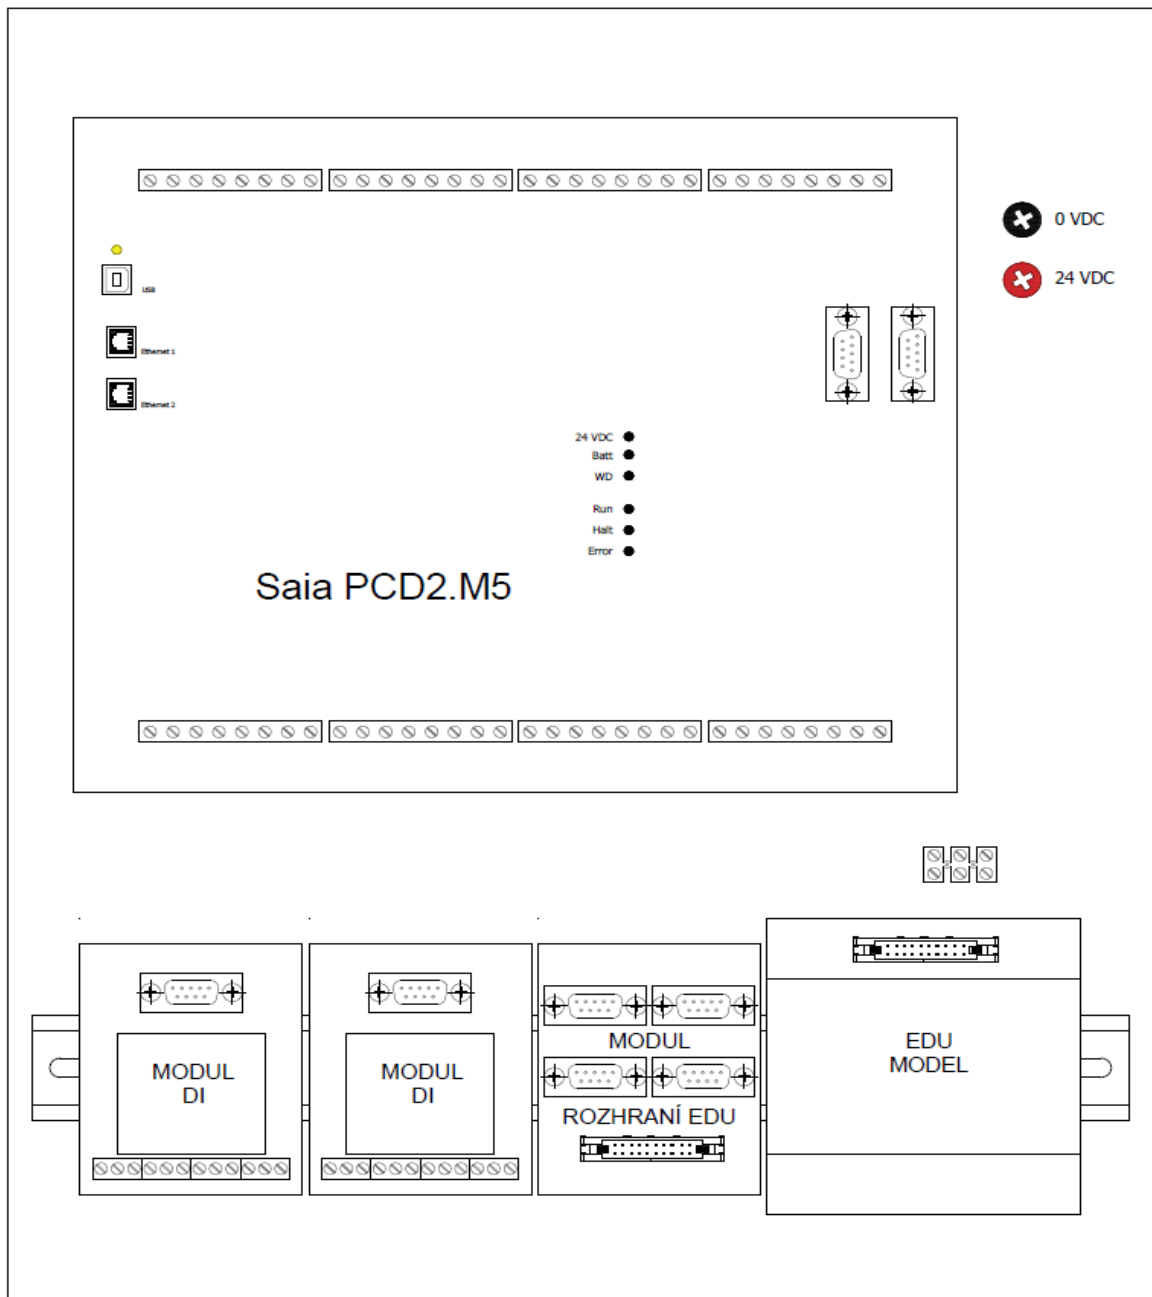 0 VDC
24 VDC
USB
Ethernet 1
Ethernet 2
24 VDC
Batt
WD
Run
Halt
Error
Saia PCD2.M5
MODUL
DI
MODUL
DI
MODUL
ROZHRANÍ EDU
EDU
MODEL